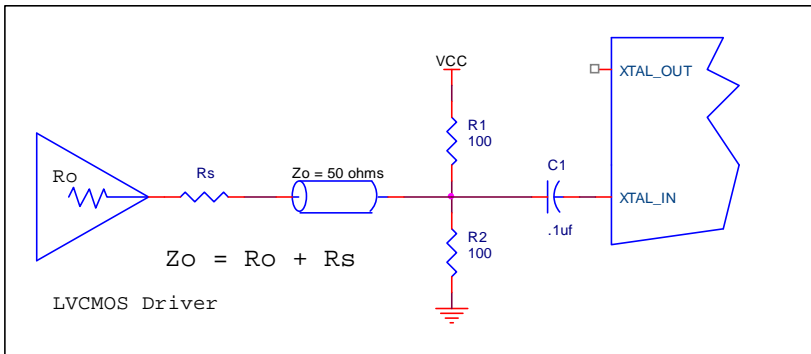 VCC
XTAL_OUT
R1
100
Ro
Rs
Zo = 50 ohms
C1
XTAL_IN
.1uf
R2
100
Zo = Ro + Rs
LVCMOS Driver